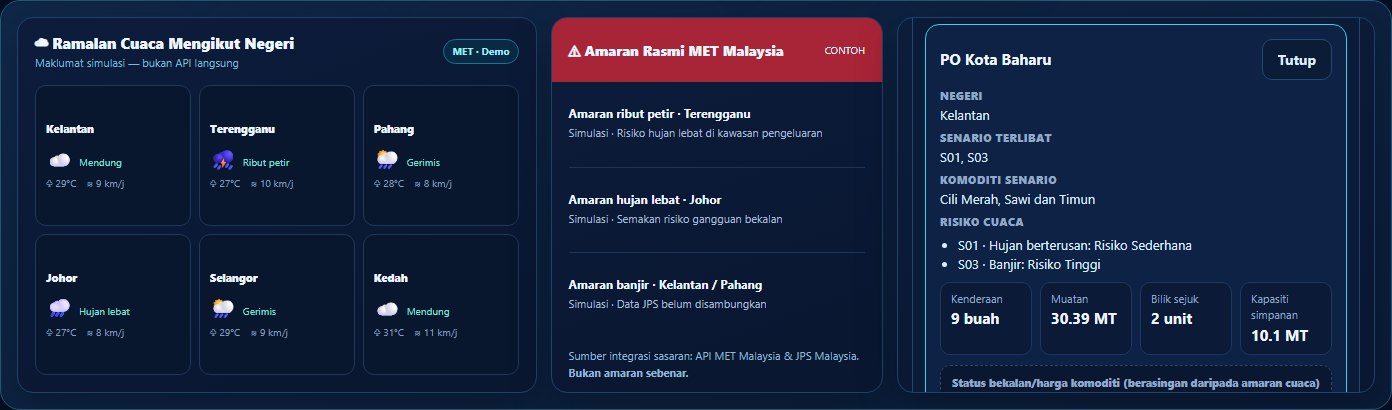 Ramalan Cuaca Mengikut Negeri
Maklumat simulasi — bukan API langsung
MET · Demo
Kelantan
Mendung
29°C ≋ 9 km/j
Terengganu
Ribut petir
27°C ≋ 10 km/j
Pahang
Gerimis
28°C ≋ 8 km/j
Johor
Hujan lebat
27°C ≋ 8 km/j
Selangor
Gerimis
29°C ≋ 9 km/j
Kedah
Mendung
31°C ≋ 11 km/j
⚠ Amaran Rasmi MET Malaysia
CONTOH
Amaran ribut petir · Terengganu
Simulasi · Risiko hujan lebat di kawasan pengeluaran
Amaran hujan lebat · Johor
Simulasi · Semakan risiko gangguan bekalan
Amaran banjir · Kelantan / Pahang
Simulasi · Data JPS belum disambungkan
Sumber integrasi sasaran: API MET Malaysia & JPS Malaysia.
Bukan amaran sebenar.
PO Kota Baharu
Tutup
NEGERI
Kelantan
SENARIO TERLIBAT
S01, S03
KOMODITI SENARIO
Cili Merah, Sawi dan Timun
RISIKO CUACA
• S01 · Hujan berterusan: Risiko Sederhana
• S03 · Banjir: Risiko Tinggi
Kenderaan
9 buah
Muatan
30.39 MT
Bilik sejuk
2 unit
Kapasiti
simpanan
10.1 MT
Status bekalan/harga komoditi (berasingan daripada amaran cuaca)